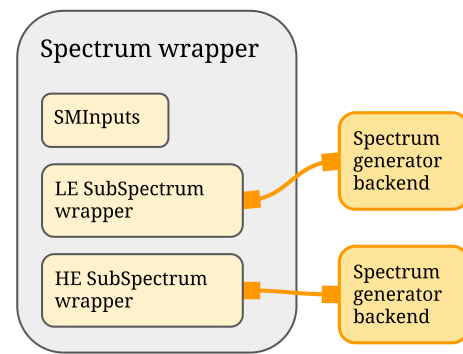 Spectrum wrapper
SMInputs
LE SubSpectrum
wrapper
HE SubSpectrum
wrapper
Spectrum
generator
backend
Spectrum
generator
backend